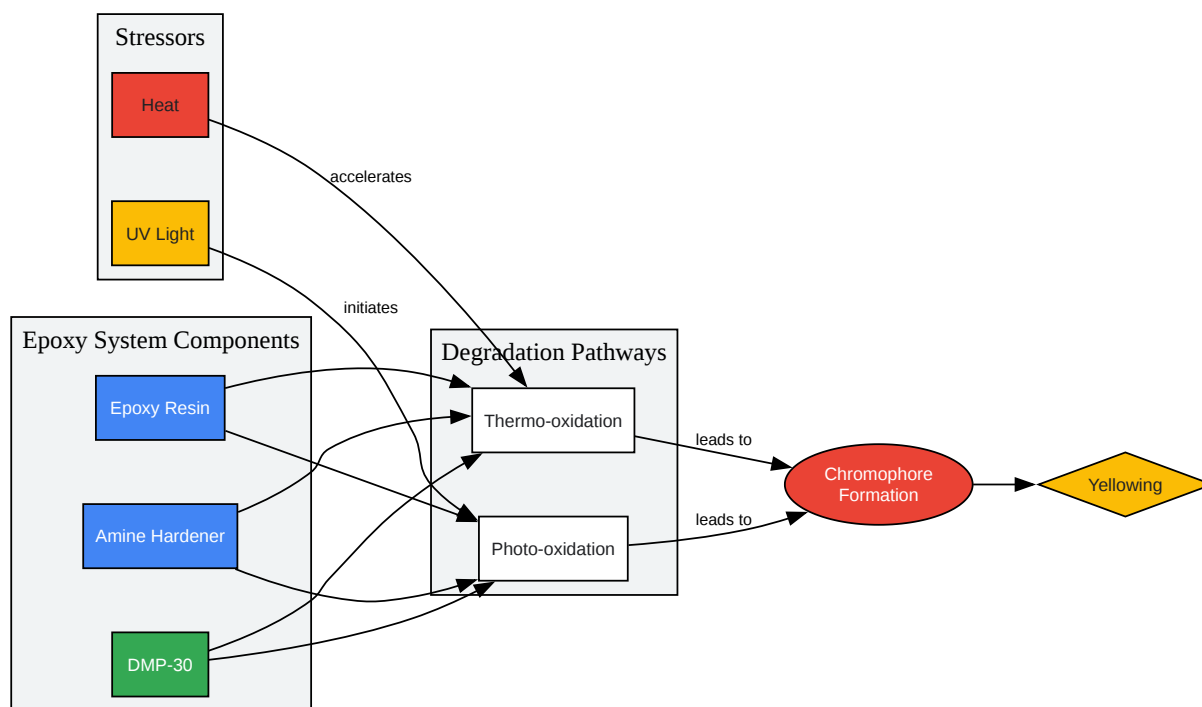 Stressors
Heat
accelerates
UV Light
initiates
Epoxy System Components
Degradation Pathways
Epoxy Resin
Thermo-oxidation
leads to
Chromophore
Formation
Yellowing
Amine Hardener
Photo-oxidation
leads to
DMP-30